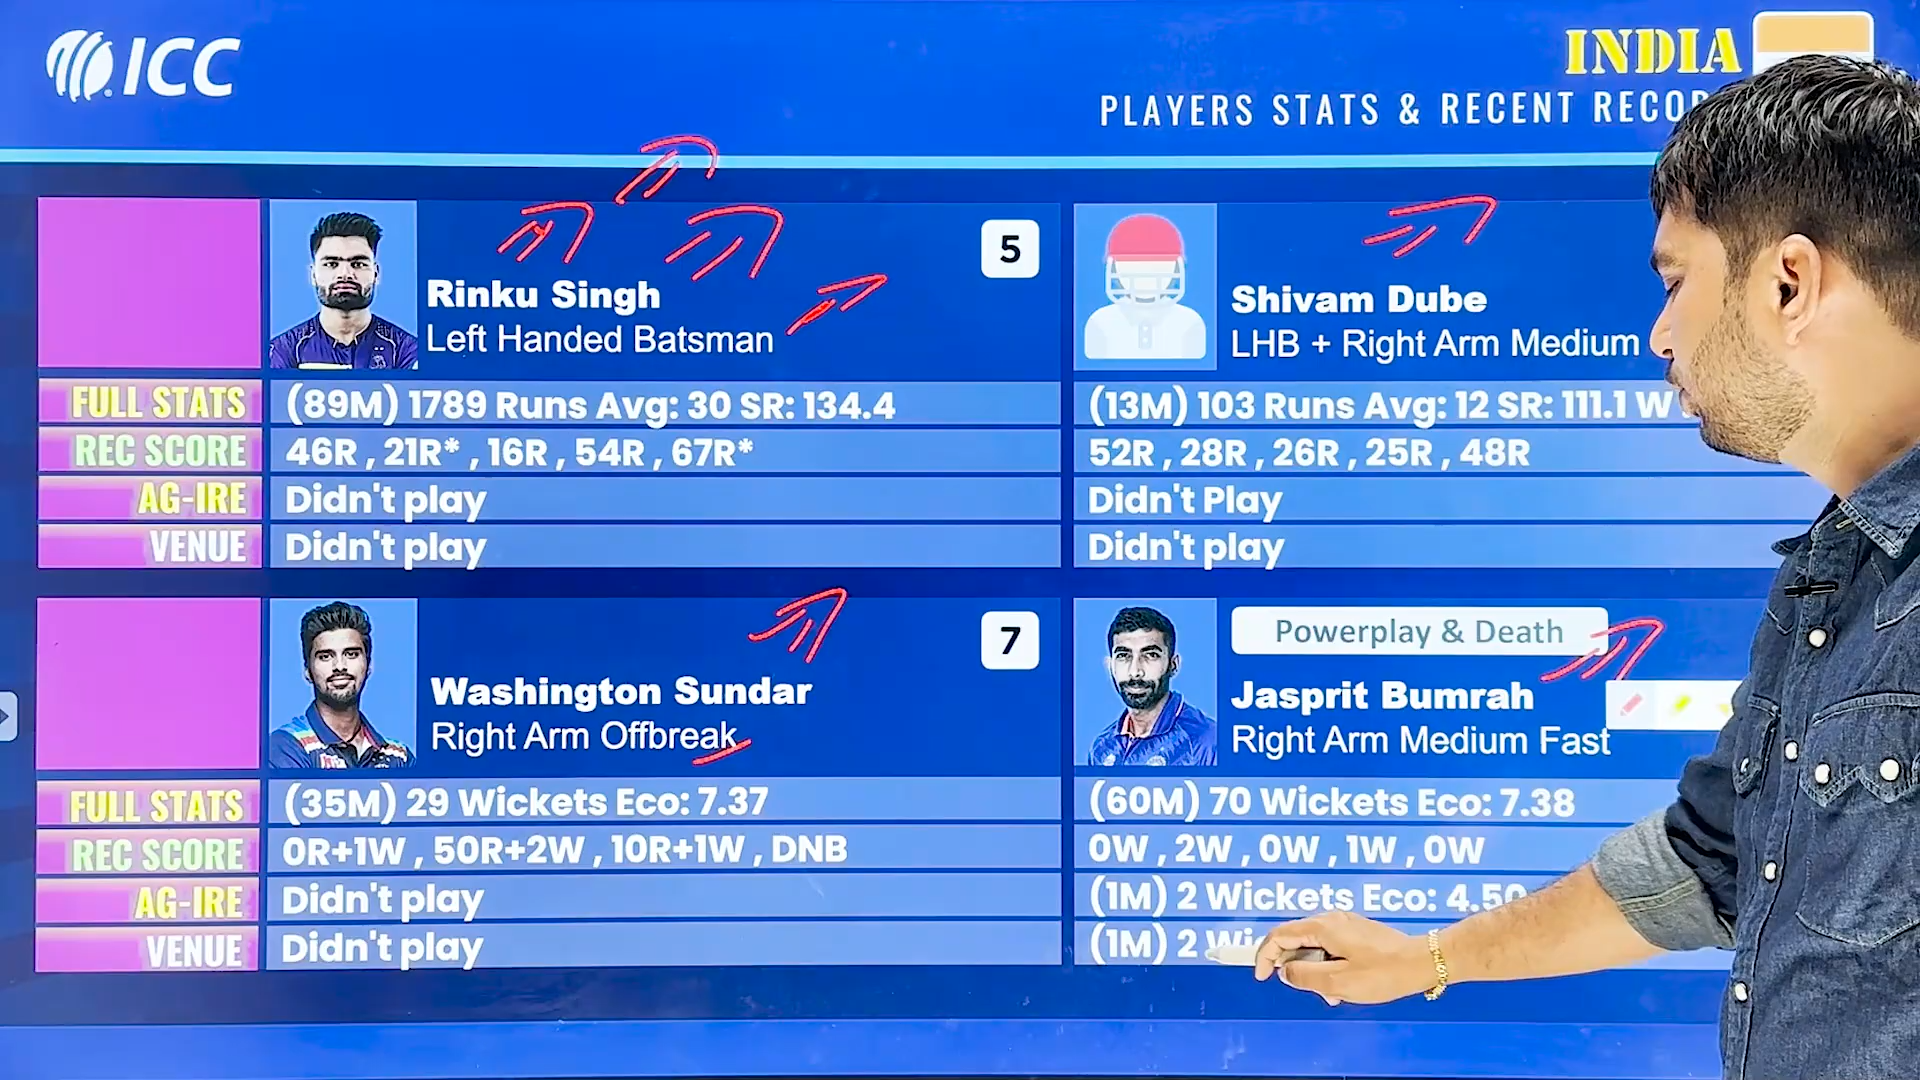 ICC
INDIA
PLAYERS STATS & RECENT
5
Rinku Singh
Left Handed Batsman
Shivam Dube
LHB + Right Arm Medium
FULL STATS
(89M) 1789 Runs Avg: 30 SR: 134.4
(13M) 103 Runs Avg: 12 SR: 111.1 W
REC SCORE
46R , 21R* , 16R , 54R , 67R*
52R , 28R , 26R , 25R , 48R
AG-IRE
Didn't play
Didn't Play
VENUE
Didn't play
Didn't play
7
Washington Sundar
Right Arm Offbreak
Powerplay & Death
Jasprit Bumrah
Right Arm Medium Fast
FULL STATS
(35M) 29 Wickets Eco: 7.37
(60M) 70 Wickets Eco: 7.38
REC SCORE
0R+1W , 50R+2W , 10R+1W , DNB
0W , 2W , 0W , 1W , 0W
AG-IRE
Didn't play
(1M) 2 Wickets Eco: 4.50
VENUE
Didn't play
(1M) 2